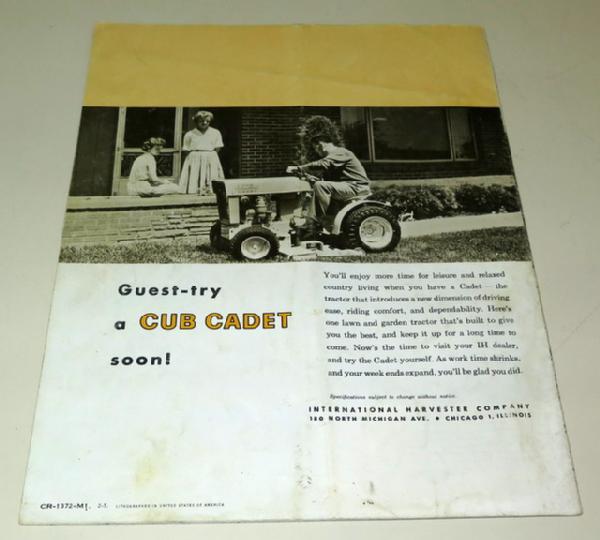 Guest-try
a CUB CADET
soon!
You'll enjoy more time for leisure and relaxed
country living when you have a Cadet — the
tractor that introduces a new dimension of driving
ease, riding comfort, and dependability. Here's
one lawn and garden tractor that's built to give
you the best, and keep it up for a long time to
come. Now's the time to visit your IH dealer,
and try the Cadet yourself. As work time shrinks,
and your week ends expand, you'll be glad you did.
Specifications subject to change without notice.
INTERNATIONAL HARVESTER COMPANY
180 NORTH MICHIGAN AVE. • CHICAGO 1, ILLINOIS
CR-1372-M LITHOGRAPHED IN UNITED STATES OF AMERICA